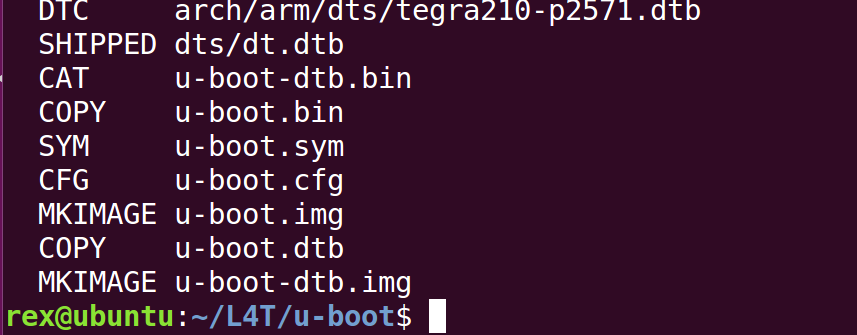 DTC     arch/arm/dts/tegra210-p2571.dtb
SHIPPED dts/dt.dtb
CAT     u-boot-dtb.bin
COPY    u-boot.bin
SYM     u-boot.sym
CFG     u-boot.cfg
MKIMAGE u-boot.img
COPY    u-boot.dtb
MKIMAGE u-boot-dtb.img
rex@ubuntu:~/L4T/u-boot$